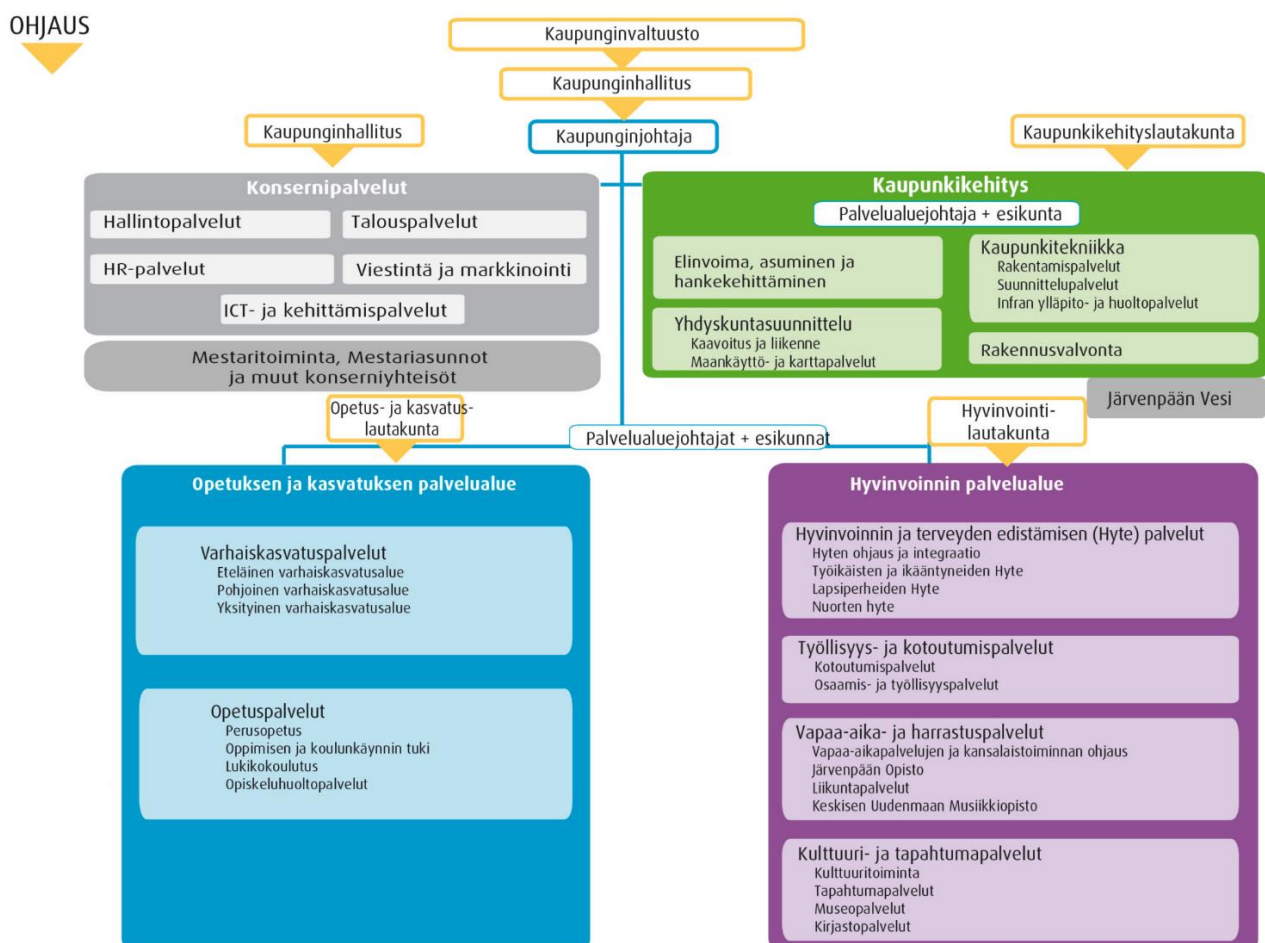 OHJAUS
Kaupunginvaltuusto
Kaupunginhallitus
Kaupunginjohtaja
Kaupunginhallitus
Konsernipalvelut
Hallintopalvelut
Talouspalvelut
HR-palvelut
Viestintä ja markkinointi
ICT- ja kehittämispalvelut
Mestaritoiminta, Mestariasunnot
ja muut konserniyhteisöt
Kaupunkikehityslautakunta
Kaupunkikehitys
Palvelualuejohtaja + esikunta
Elinvoima, asuminen ja
hankekehittäminen
Yhdyskuntasuunnittelu
Kaavoitus ja liikenne
Maankäyttö- ja karttapalvelut
Kaupunkitekniikka
Rakentamispalvelut
Suunnittelupalvelut
Infran ylläpito- ja huoltopalvelut
Rakennusvalvonta
Järvenpään Vesi
Palvelualuejohtajat + esikunnat
Opetus- ja kasvatus-
lautakunta
Opetuksen ja kasvatuksen palvelualue
Varhaiskasvatuspalvelut
Eteläinen varhaiskasvatusalue
Pohjoinen varhaiskasvatusalue
Yksityinen varhaiskasvatusalue
Opetuspalvelut
Perusopetus
Oppimisen ja koulunkäynnin tuki
Lukikokoulutus
Opiskeluhuoltopalvelut
Hyvinvointi-
lautakunta
Hyvinvoinnin palvelualue
Hyvinvoinnin ja terveyden edistämisen (Hyte) palvelut
Hyten ohjaus ja integraatio
Työikäisten ja ikääntyneiden Hyte
Lapsiperheiden Hyte
Nuorten hyte
Työllisyys- ja kotoutumispalvelut
Kotoutumispalvelut
Osaamis- ja työllisyyspalvelut
Vapaa-aika- ja harrastuspalvelut
Vapaa-aikapalvelujen ja kansalaistoiminnan ohjaus
Järvenpään Opisto
Liikuntapalvelut
Keskisen Uudenmaan Musiikkiopisto
Kulttuuri- ja tapahtumapalvelut
Kulttuuritoiminta
Tapahtumapalvelut
Museopalvelut
Kirjastopalvelut